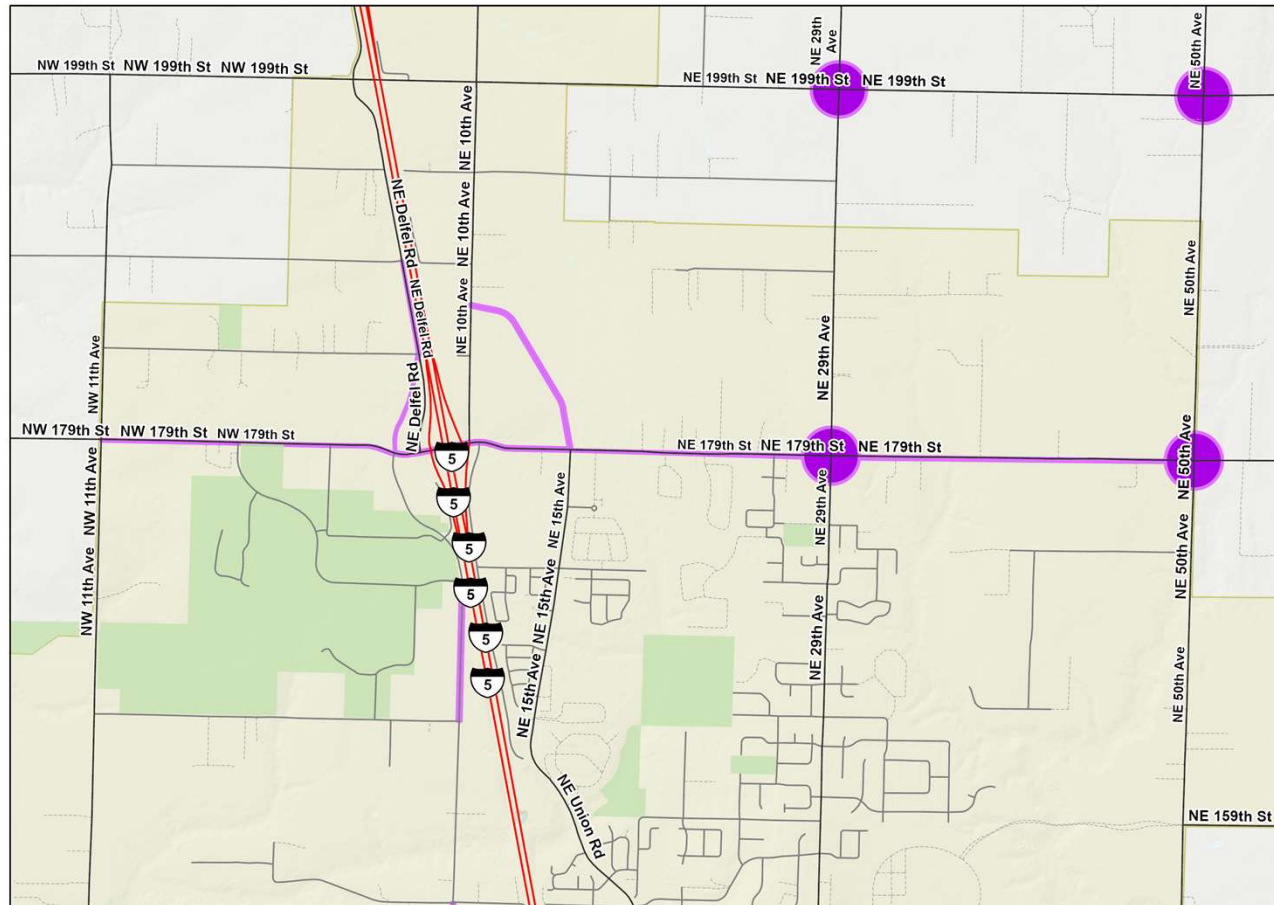 NE 29th
Ave
NE 50th Ave
NW 199th St NW 199th St NW 199th St
NE 199th St NE 199th St NE 199th St
NE 10th Ave
NE 10th Ave
NE 10th Ave
NE Delfel Rd
NE Delfel Rd
NE Delfel Rd
NE 50th Ave
NE 29th Ave
NW 11th Ave
NW 179th St NW 179th St NW 179th St
NE 179th St NE 179th St NE 179th St
5
5
5
5
5
5
NW 11th Ave
NW 11th Ave
NE 15th Ave
NE 15th Ave
NE 15th Ave
NE 29th Ave
NE 29th Ave
NE 50th Ave
NE 50th Ave
NE 50th Ave
NE Union Rd
NE 159th St